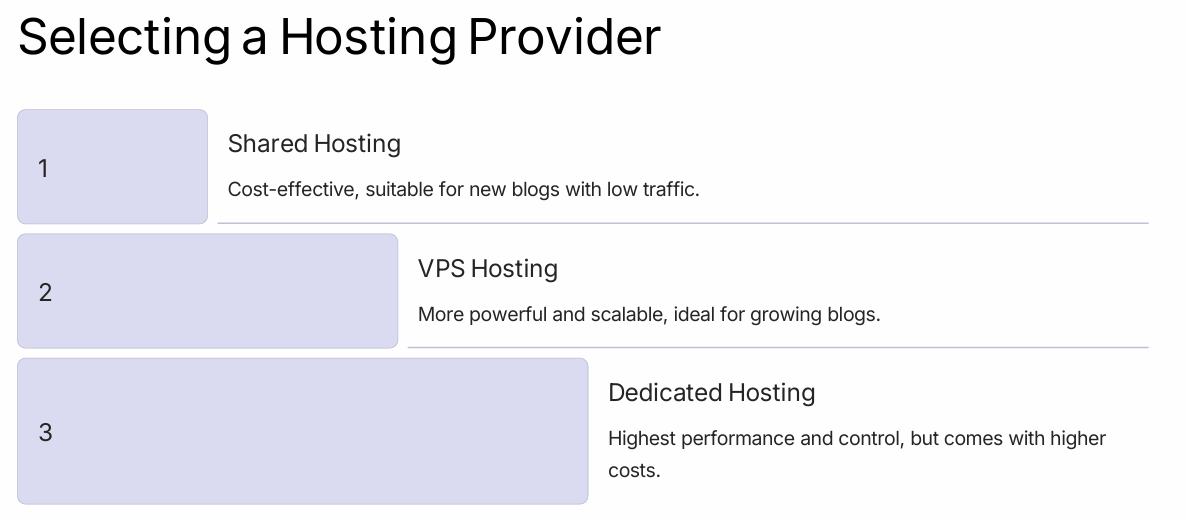 Selecting a Hosting Provider
1
Shared Hosting
Cost-effective, suitable for new blogs with low traffic.
2
VPS Hosting
More powerful and scalable, ideal for growing blogs.
3
Dedicated Hosting
Highest performance and control, but comes with higher
costs.